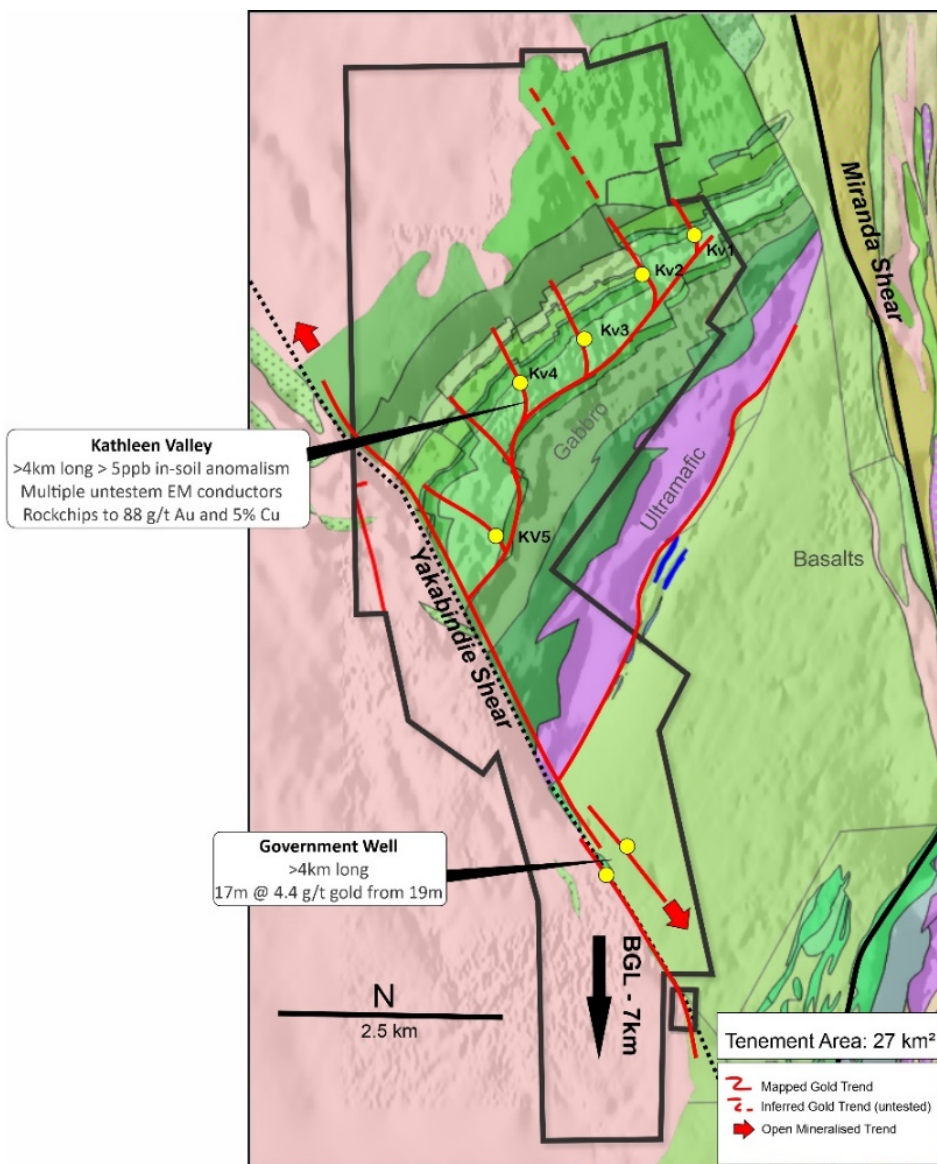 Miranda Shear
Kv1
Kv2
Kv3
Kv4
Kathleen Valley
>4km long > 5ppb in-soil anomalism
Multiple untestem EM conductors
Rockchips to 88 g/t Au and 5% Cu
Gabbro
Ultramafic
KV5
Basalts
Yakabindie Shear
Government Well
>4km long
17m @ 4.4 g/t gold from 19m
BGL - 7km
N
2.5 km
Tenement Area: 27 km²
Mapped Gold Trend
Inferred Gold Trend (untested)
Open Mineralised Trend